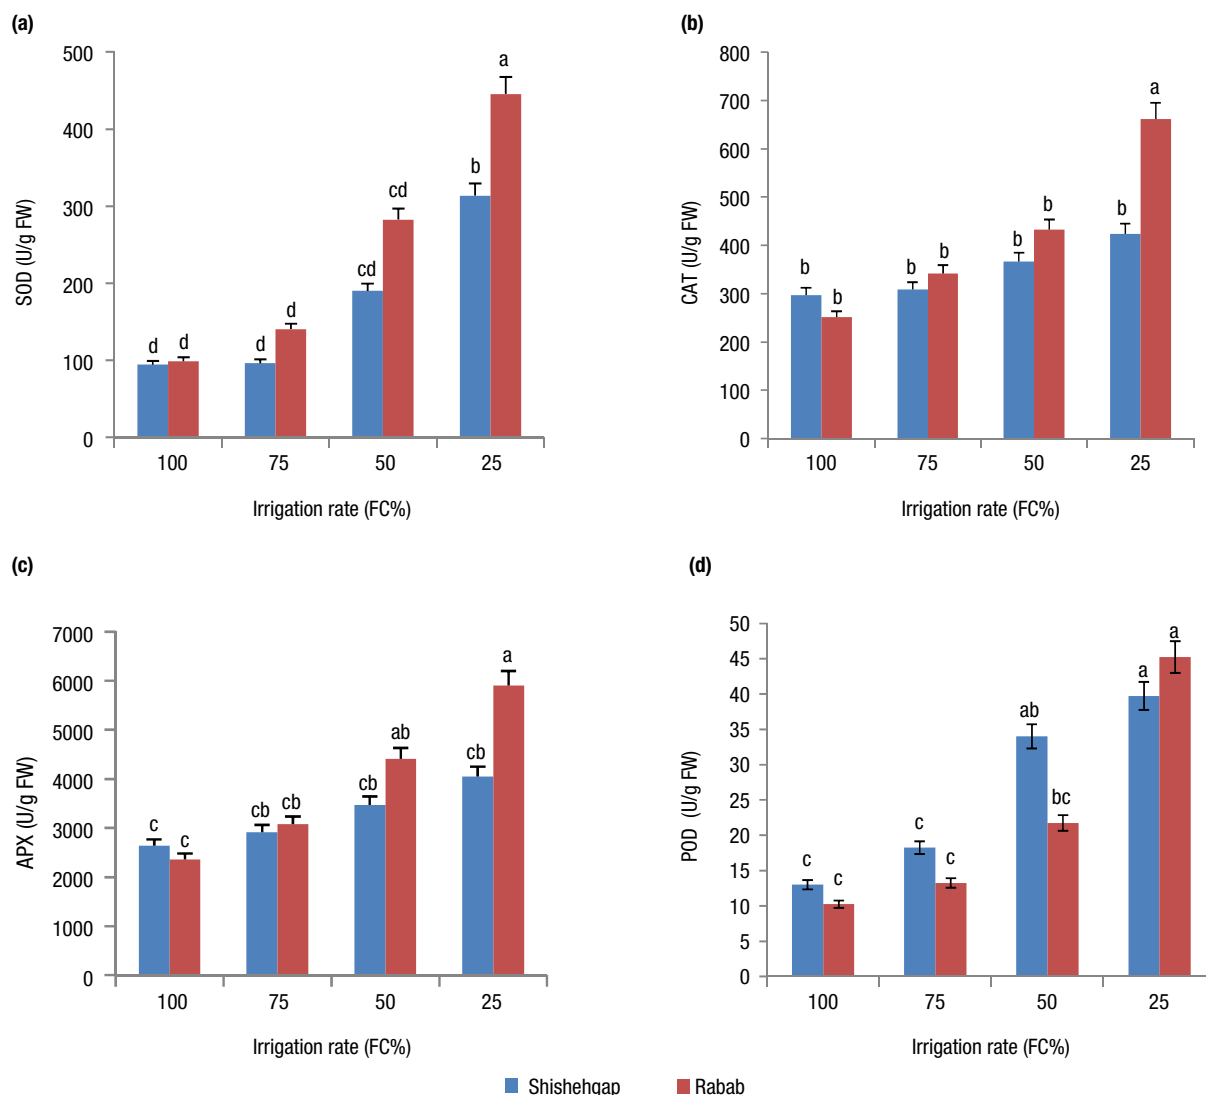 (a)
500
400
300
200
100
0
SOD (U/g FW)
d d d d cd cd b a
100 75 50 25
Irrigation rate (FC%)
(b)
800
700
600
500
400
300
200
100
0
CAT (U/g FW)
b b b b b b b a
100 75 50 25
Irrigation rate (FC%)
(c)
7000
6000
5000
4000
3000
2000
1000
0
APX (U/g FW)
c c cb cb cb ab cb a
100 75 50 25
Irrigation rate (FC%)
(d)
50
45
40
35
30
25
20
15
10
5
0
POD (U/g FW)
c c c c ab bc a a
100 75 50 25
Irrigation rate (FC%)
Shishehgap Rabab